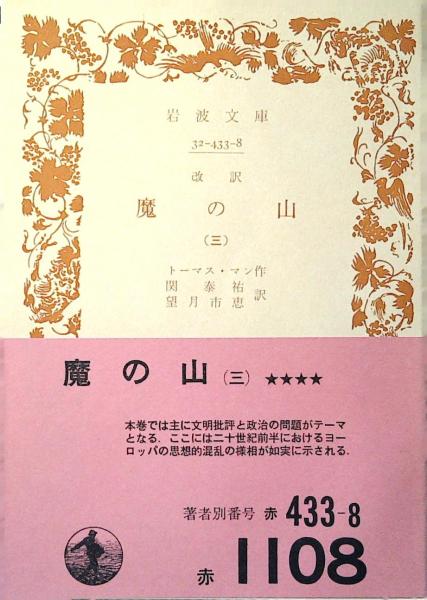 岩波文庫
32-433-8
改訳
魔の山
(三)
トーマス・マン作
関泰祐
望月市恵訳
魔の山(三)★★★★
本巻では主に文明批評と政治の問題がテーマ
となる.ここには二十世紀前半におけるヨー
ロッパの思想的混乱の様相が如実に示される.
著者別番号 赤 433-8
赤 1108